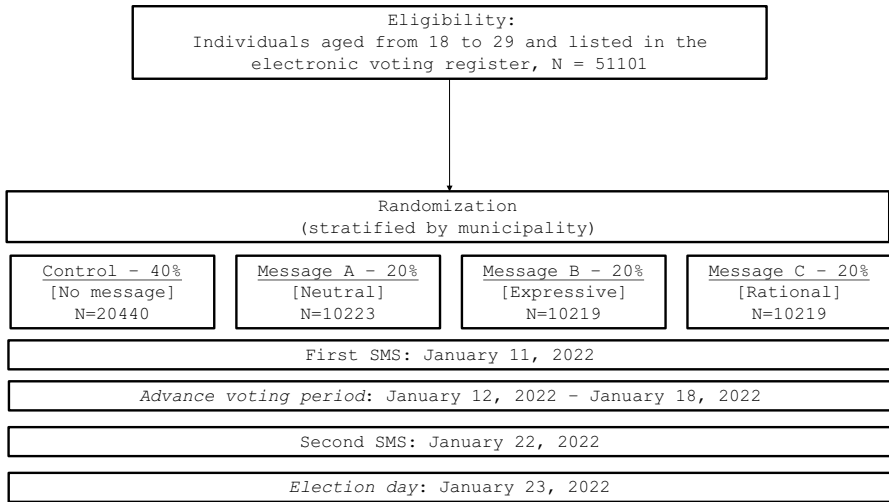 Eligibility:
Individuals aged from 18 to 29 and listed in the
electronic voting register, N = 51101
Randomization
(stratified by municipality)
Control – 40%
[No message]
N=20440
Message A – 20%
[Neutral]
N=10223
Message B – 20%
[Expressive]
N=10219
Message C – 20%
[Rational]
N=10219
First SMS: January 11, 2022
Advance voting period: January 12, 2022 – January 18, 2022
Second SMS: January 22, 2022
Election day: January 23, 2022